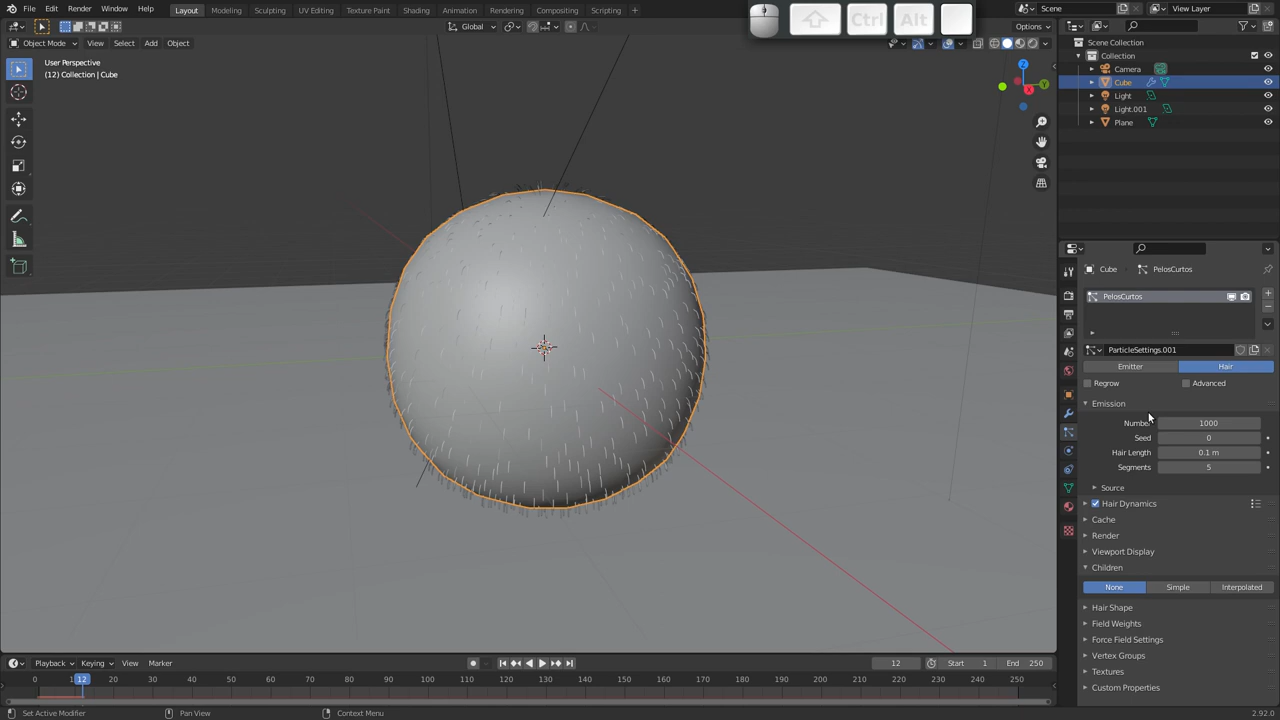 File Edit Render Window Help Layout Modeling Sculpting UV Editing Texture Paint Shading Animation Compositing Rendering Compositing Scripting + Scene View Layer
Ctrl Alt
Global Options
Object Mode View Select Add Object
User Perspective
(12) Collection | Cube
Z
Y
X
Scene Collection
Collection
Camera
Cube
Light
Light.001
Plane
Cube PelosCurtos
PelosCurtos
ParticleSettings.001
Emitter Hair
Regrow Advanced
Emission
Number 1000
Seed 0
Hair Length 0.1 m
Segments 5
Source
Hair Dynamics
Cache
Render
Viewport Display
Children
None Simple Interpolated
Hair Shape
Field Weights
Force Field Settings
Vertex Groups
Textures
Custom Properties
Playback Keying View Marker 12 Start 1 End 250
0 1 12 20 30 40 50 60 70 80 90 100 110 120 130 140 150 160 170 180 190 200 210 220 230 240 250
Set Active Modifier Pan View Context Menu 2.92.0